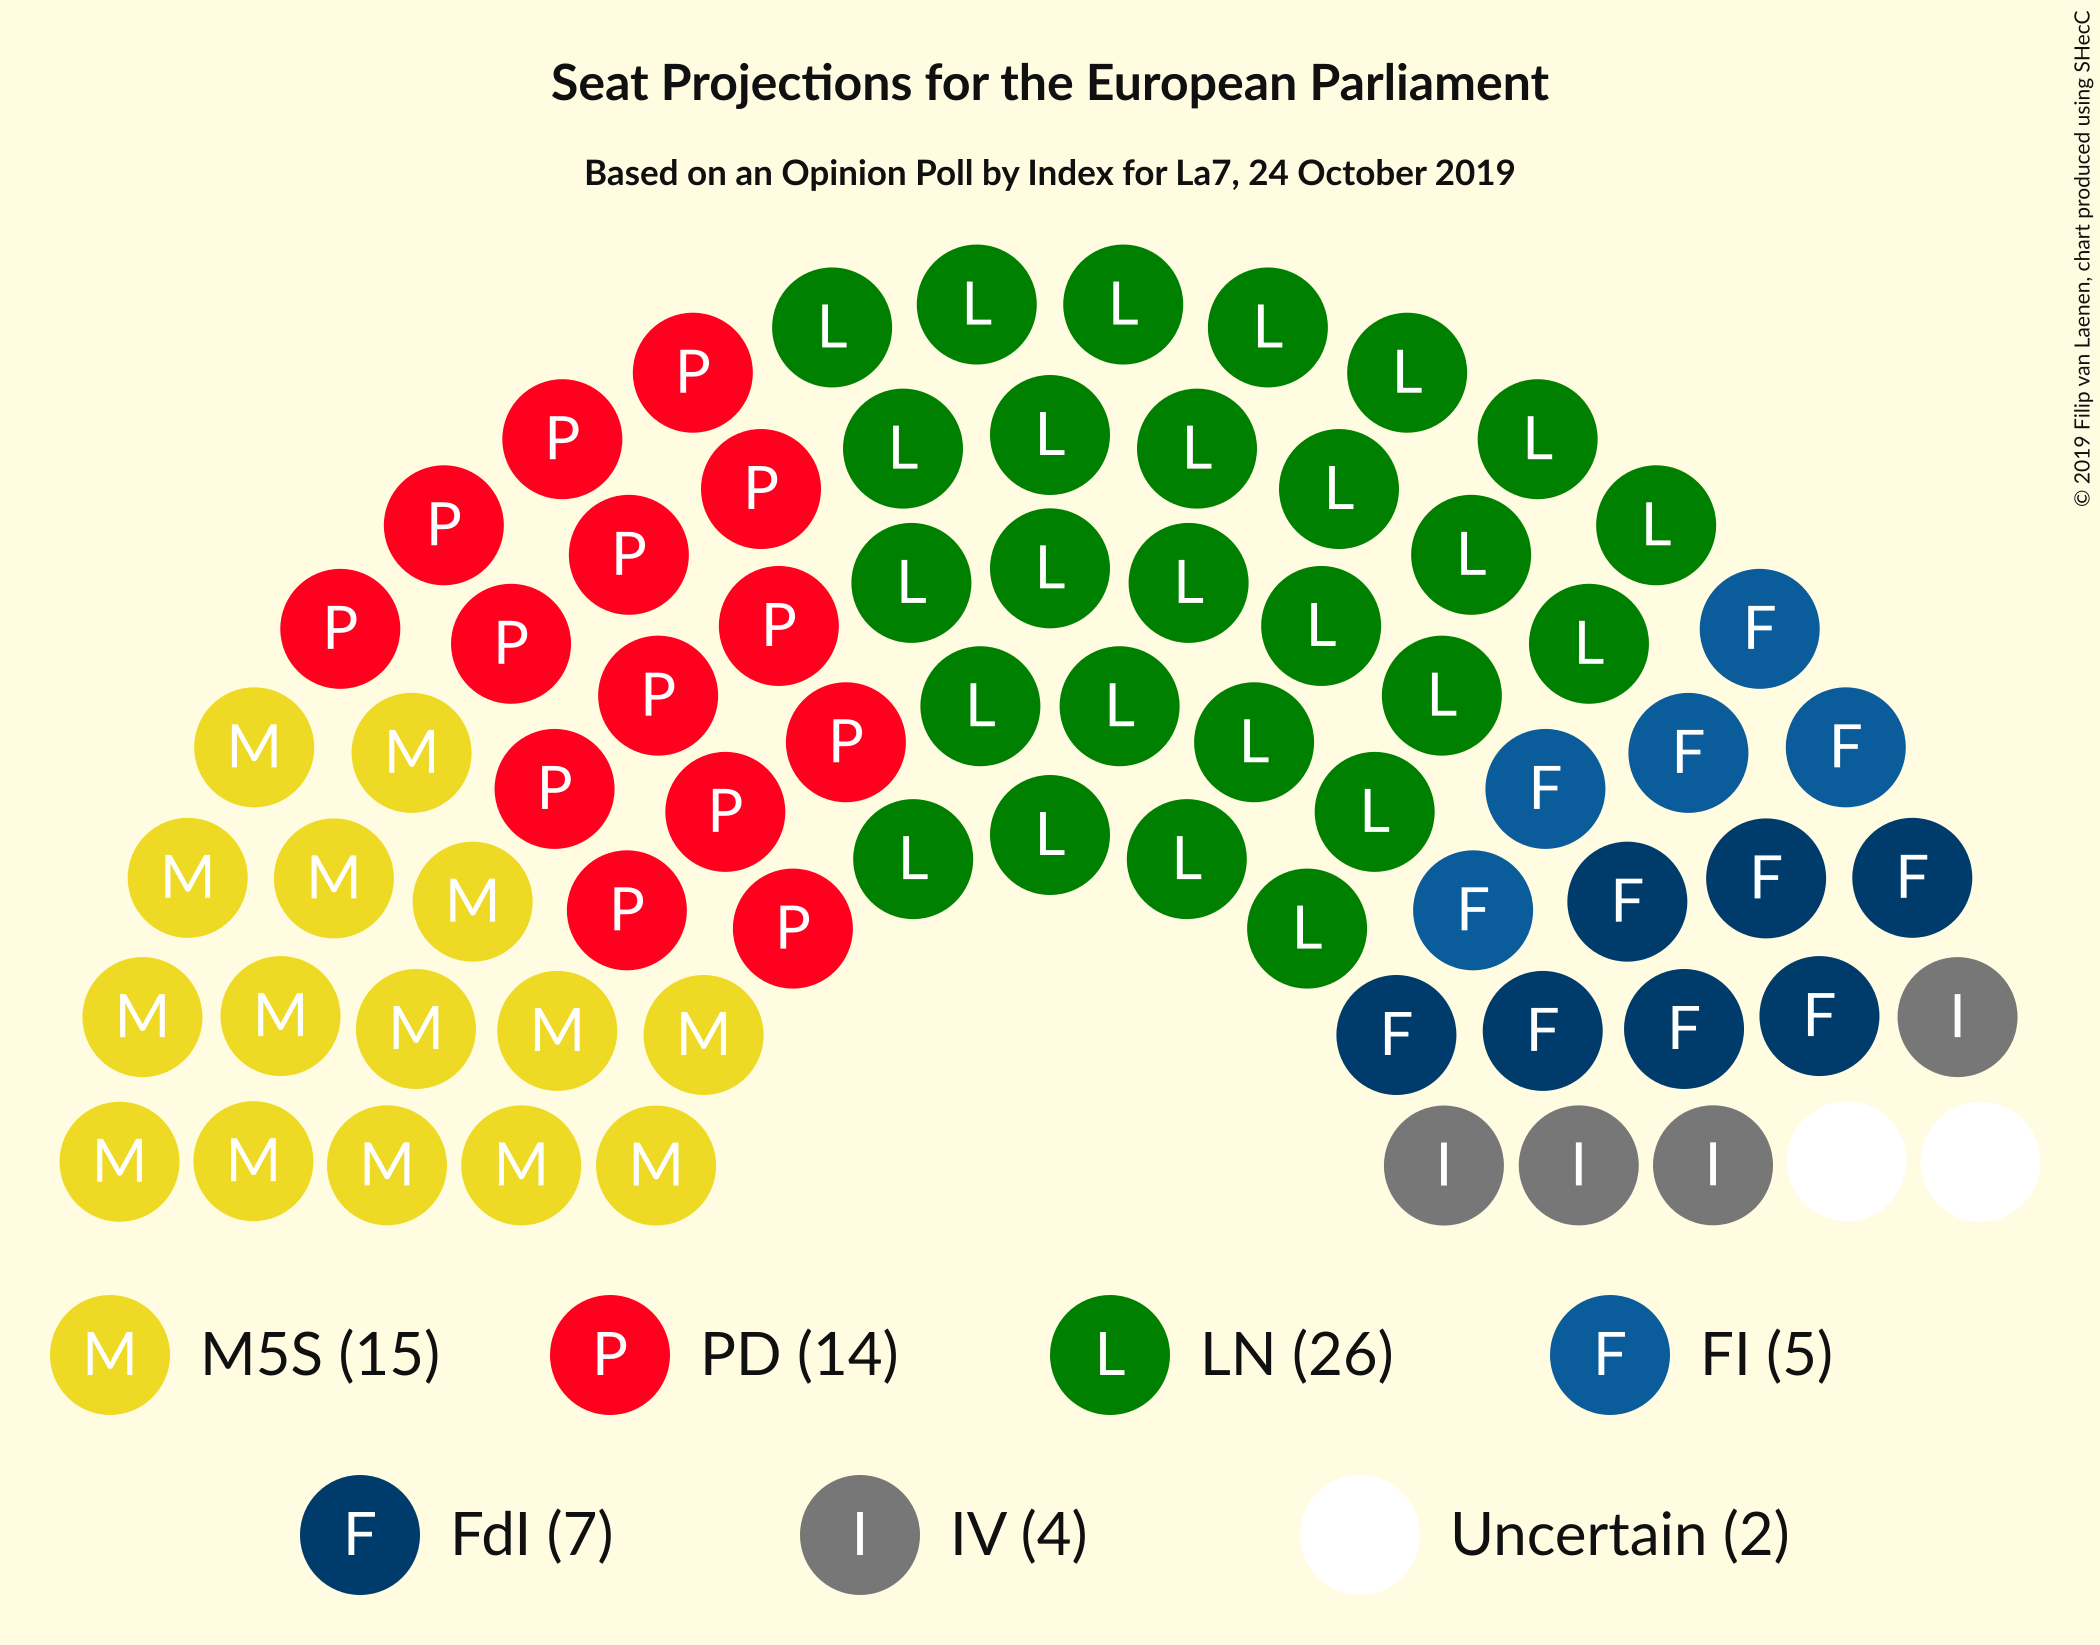 Seat Projections for the European Parliament
Based on an Opinion Poll by Index for La7, 24 October 2019
© 2019 Filip van Laenen, chart produced using SHecC
L L
L L
P L
L L L
P L
P L L L
P L
P L L L L
P L
P L L L
P F
P L
P L
L L
P L
M F
M F
P F
P L
L L L
M M F F
M F
P F
P L
M M M M M F F F F I
M M M M M I I I
M M5S (15) P PD (14) L LN (26) F FI (5)
F FdI (7) I IV (4) Uncertain (2)